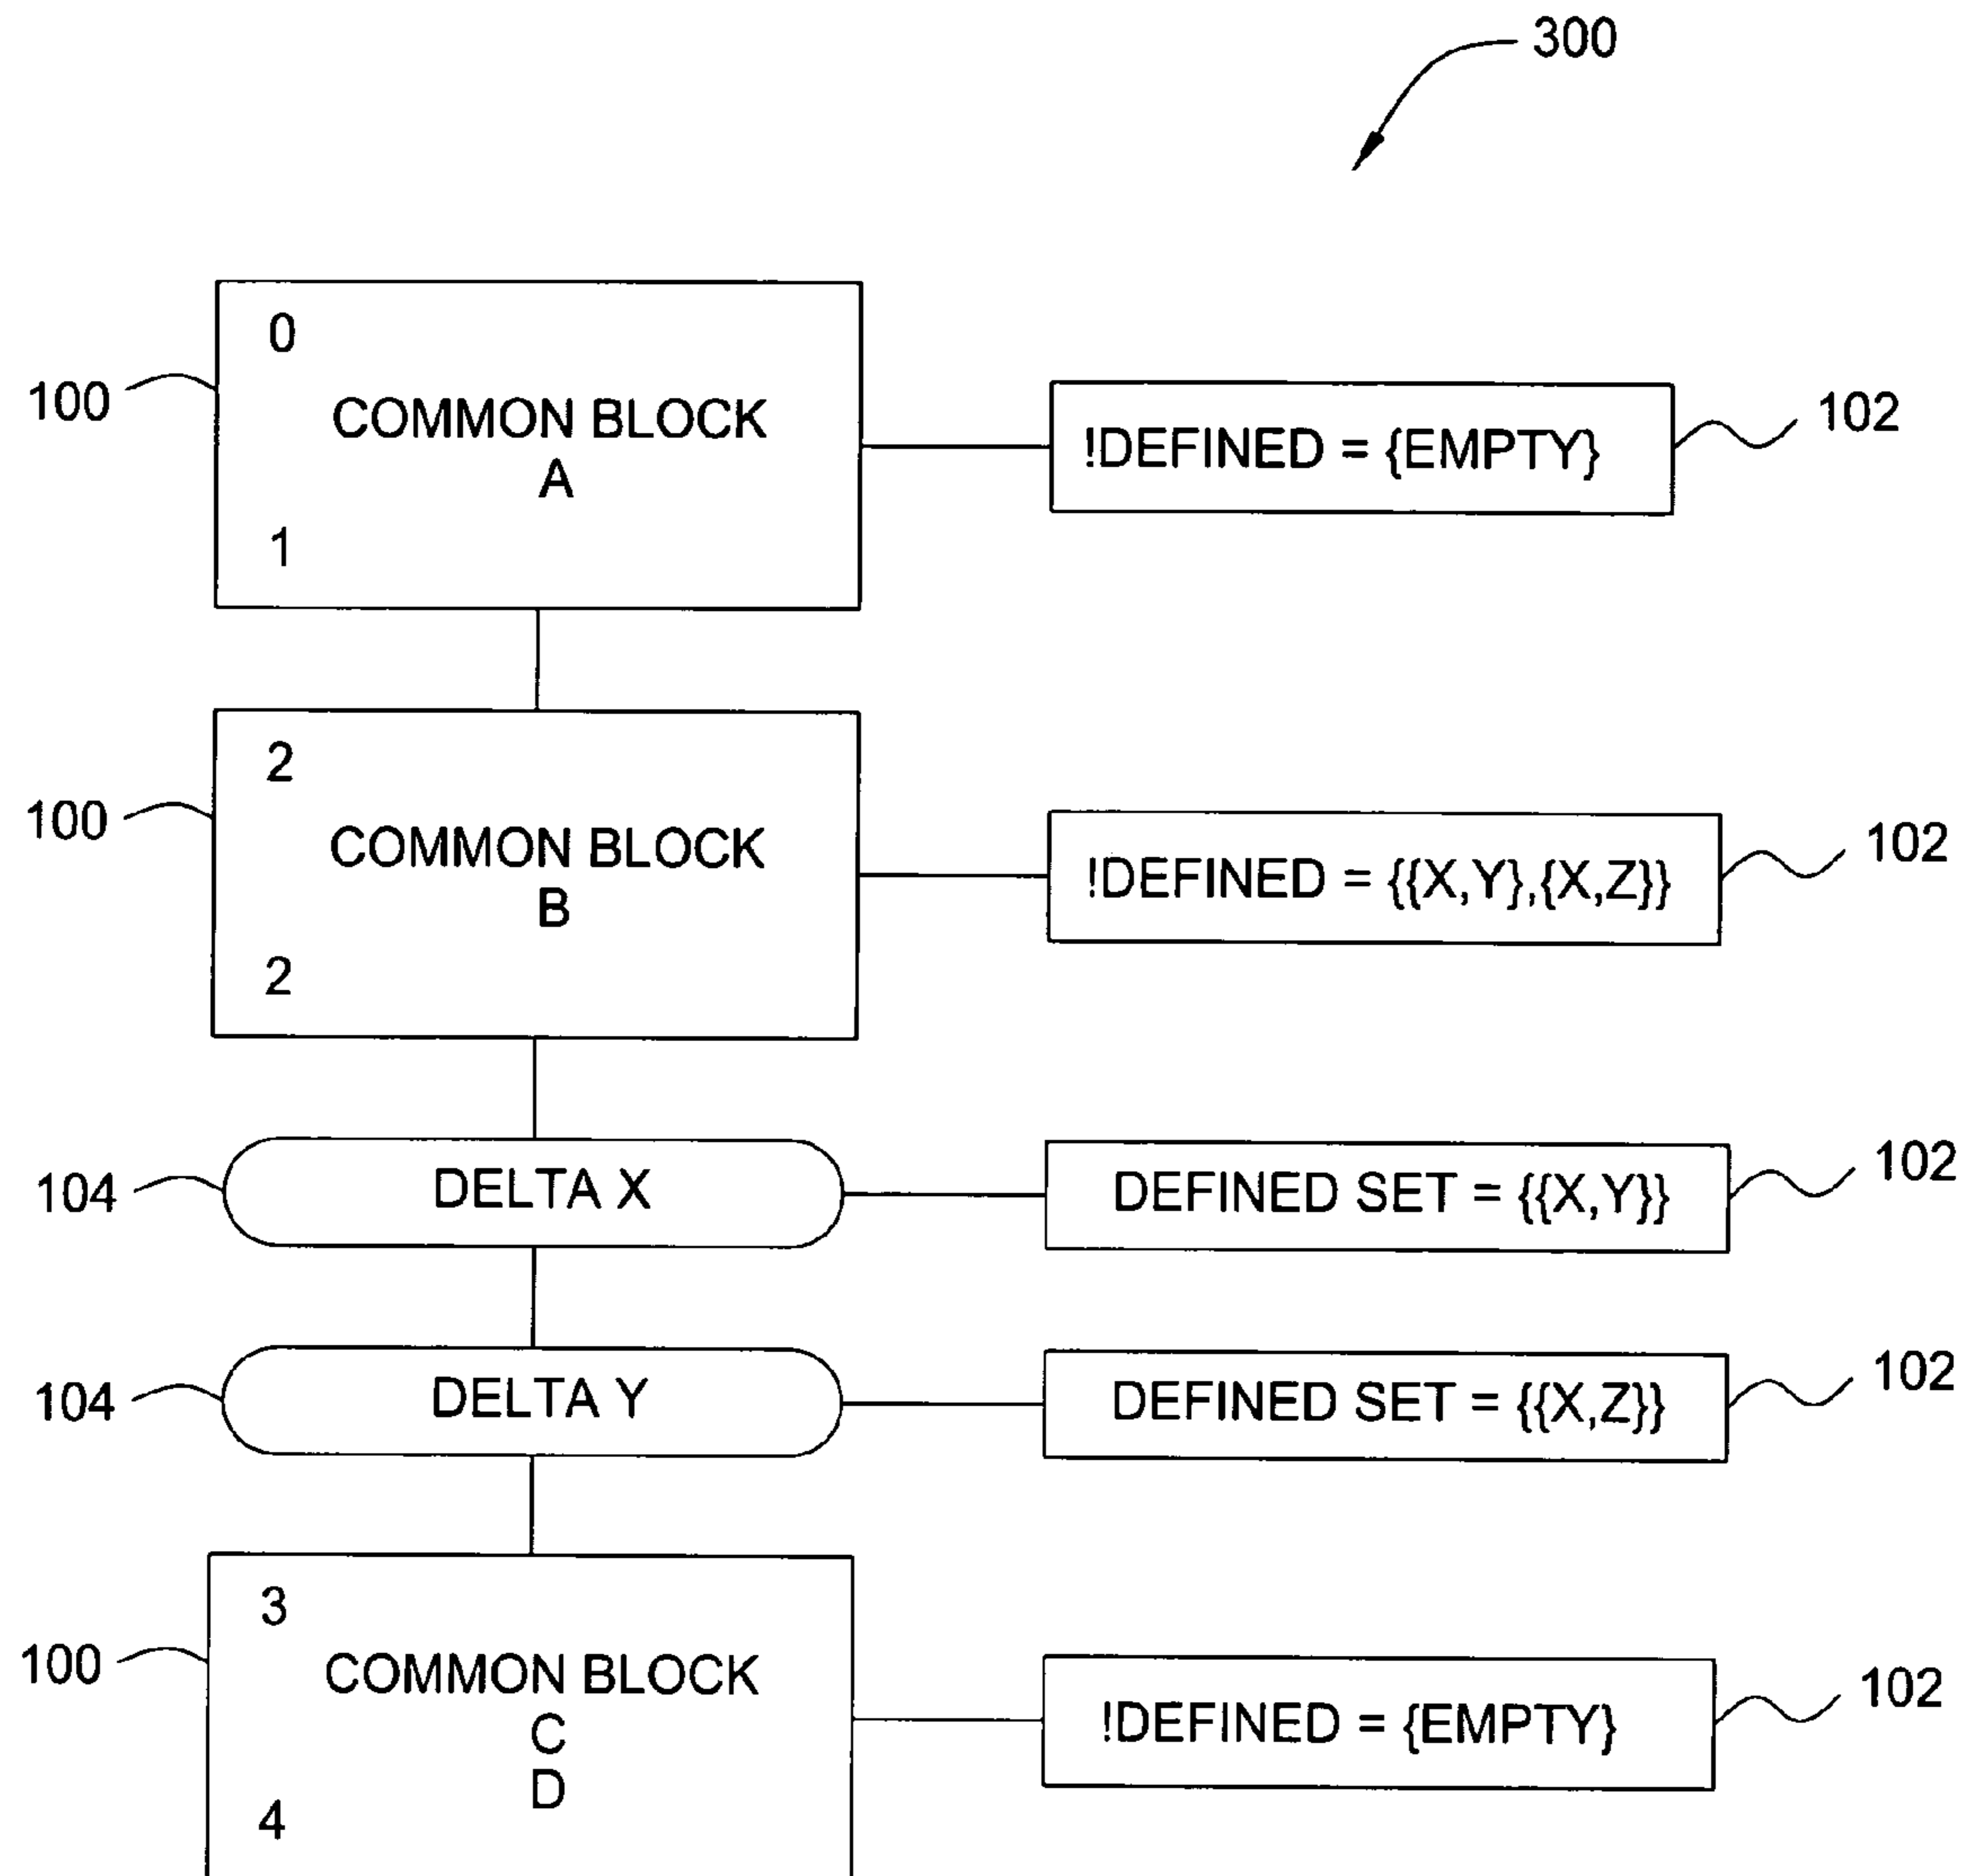 300
0
100
COMMON BLOCK
A
1
!DEFINED = {EMPTY}
102
2
100
COMMON BLOCK
B
2
!DEFINED = {{X,Y},{X,Z}}
102
104
DELTA X
DEFINED SET = {{X,Y}}
102
104
DELTA Y
DEFINED SET = {{X,Z}}
102
3
100
COMMON BLOCK
C
D
4
!DEFINED = {EMPTY}
102